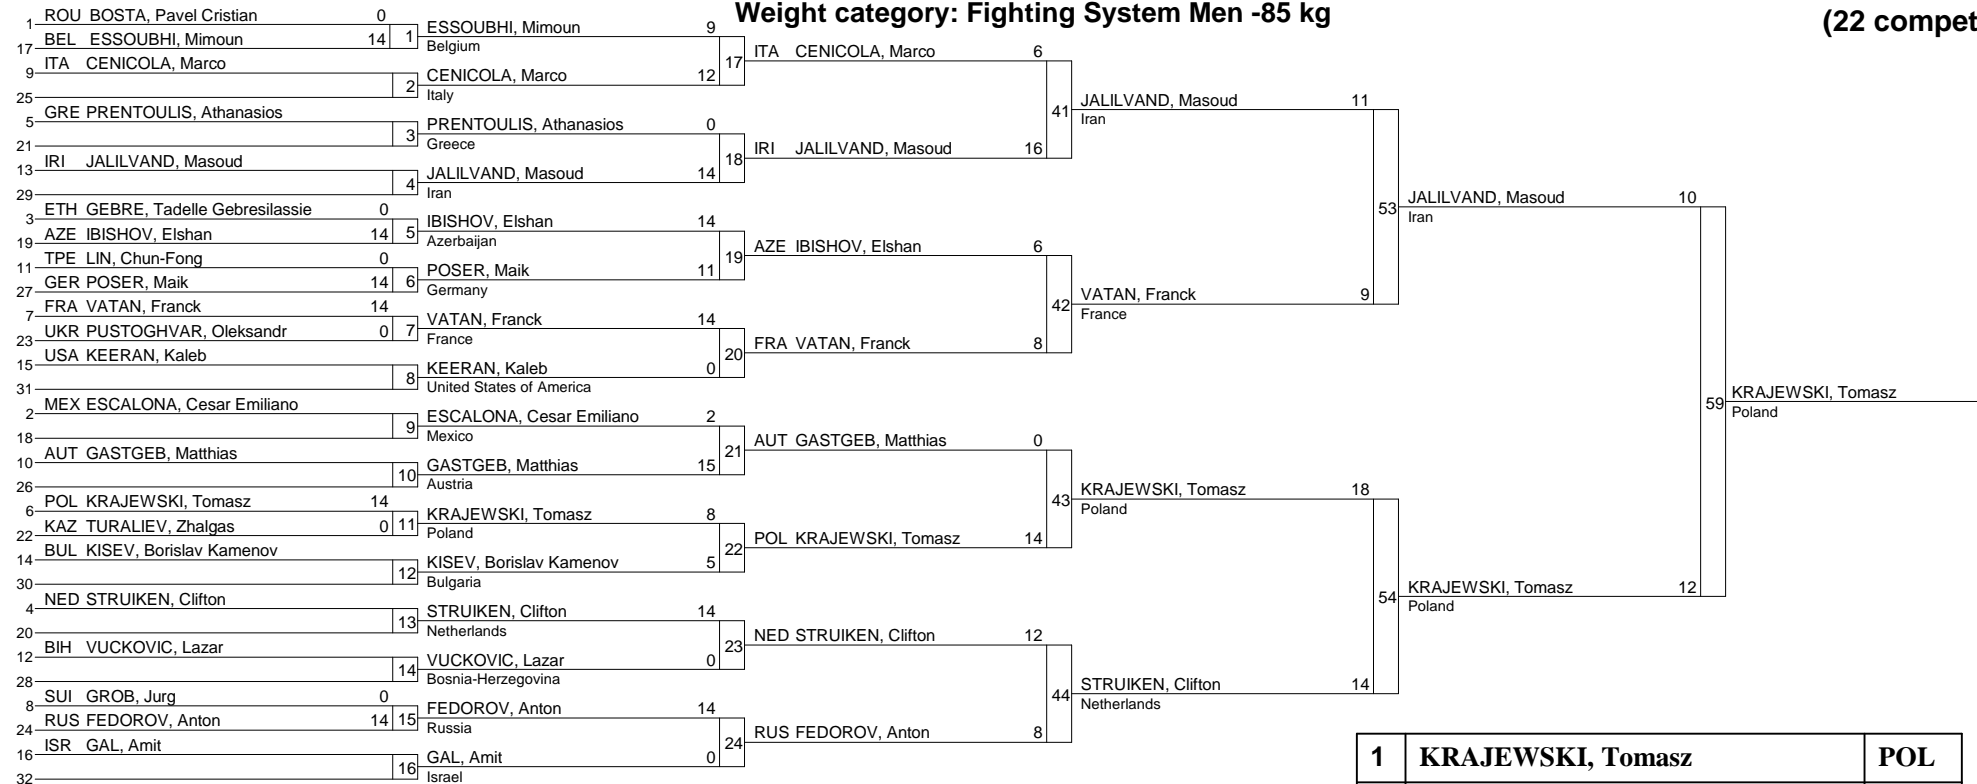 Weight category: Fighting System Men -85 kg
(22 compet
1 ROU BOSTA, Pavel Cristian 0
17 BEL ESSOUBHI, Mimoun 14
1
9 ITA CENICOLA, Marco
25
2
5 GRE PRENTOULIS, Athanasios
21
3
13 IRI JALILVAND, Masoud
29
4
3 ETH GEBRE, Tadelle Gebresilassie 0
19 AZE IBISHOV, Elshan 14
5
11 TPE LIN, Chun-Fong 0
27 GER POSER, Maik 14
6
7 FRA VATAN, Franck 14
23 UKR PUSTOGHVAR, Oleksandr 0
7
15 USA KEERAN, Kaleb
31
8
2 MEX ESCALONA, Cesar Emiliano
18
9
10 AUT GASTGEB, Matthias
26
10
6 POL KRAJEWSKI, Tomasz 14
22 KAZ TURALIEV, Zhalgas 0
11
14 BUL KISEV, Borislav Kamenov
30
12
4 NED STRUIKEN, Clifton
20
13
12 BIH VUCKOVIC, Lazar
28
14
8 SUI GROB, Jurg 0
24 RUS FEDOROV, Anton 14
15
16 ISR GAL, Amit
32
16
ESSOUBHI, Mimoun 9
Belgium
17
CENICOLA, Marco 12
Italy
PRENTOULIS, Athanasios 0
Greece
18
JALILVAND, Masoud 14
Iran
IBISHOV, Elshan 14
Azerbaijan
19
POSER, Maik 11
Germany
VATAN, Franck 14
France
20
KEERAN, Kaleb 0
United States of America
ESCALONA, Cesar Emiliano 2
Mexico
21
GASTGEB, Matthias 15
Austria
KRAJEWSKI, Tomasz 8
Poland
22
KISEV, Borislav Kamenov 5
Bulgaria
STRUIKEN, Clifton 14
Netherlands
23
VUCKOVIC, Lazar 0
Bosnia-Herzegovina
FEDOROV, Anton 14
Russia
24
GAL, Amit 0
Israel
ITA CENICOLA, Marco 6
41
IRI JALILVAND, Masoud 16
AZE IBISHOV, Elshan 6
42
FRA VATAN, Franck 8
AUT GASTGEB, Matthias 0
43
POL KRAJEWSKI, Tomasz 14
NED STRUIKEN, Clifton 12
44
RUS FEDOROV, Anton 8
JALILVAND, Masoud 11
Iran
53
VATAN, Franck 9
France
KRAJEWSKI, Tomasz 18
Poland
54
STRUIKEN, Clifton 14
Netherlands
JALILVAND, Masoud 10
Iran
59
KRAJEWSKI, Tomasz 12
Poland
KRAJEWSKI, Tomasz
Poland
1 KRAJEWSKI, Tomasz POL